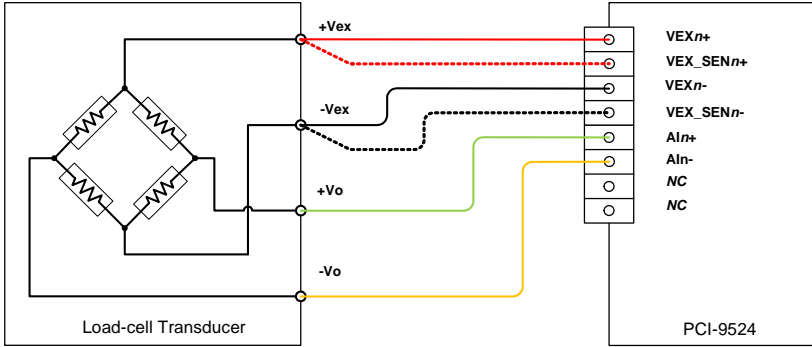 +Vex
-Vex
+Vo
-Vo
Load-cell Transducer
VEXn+
VEX_SENn+
VEXn-
VEX_SENn-
AIn+
AIn-
NC
NC
PCI-9524